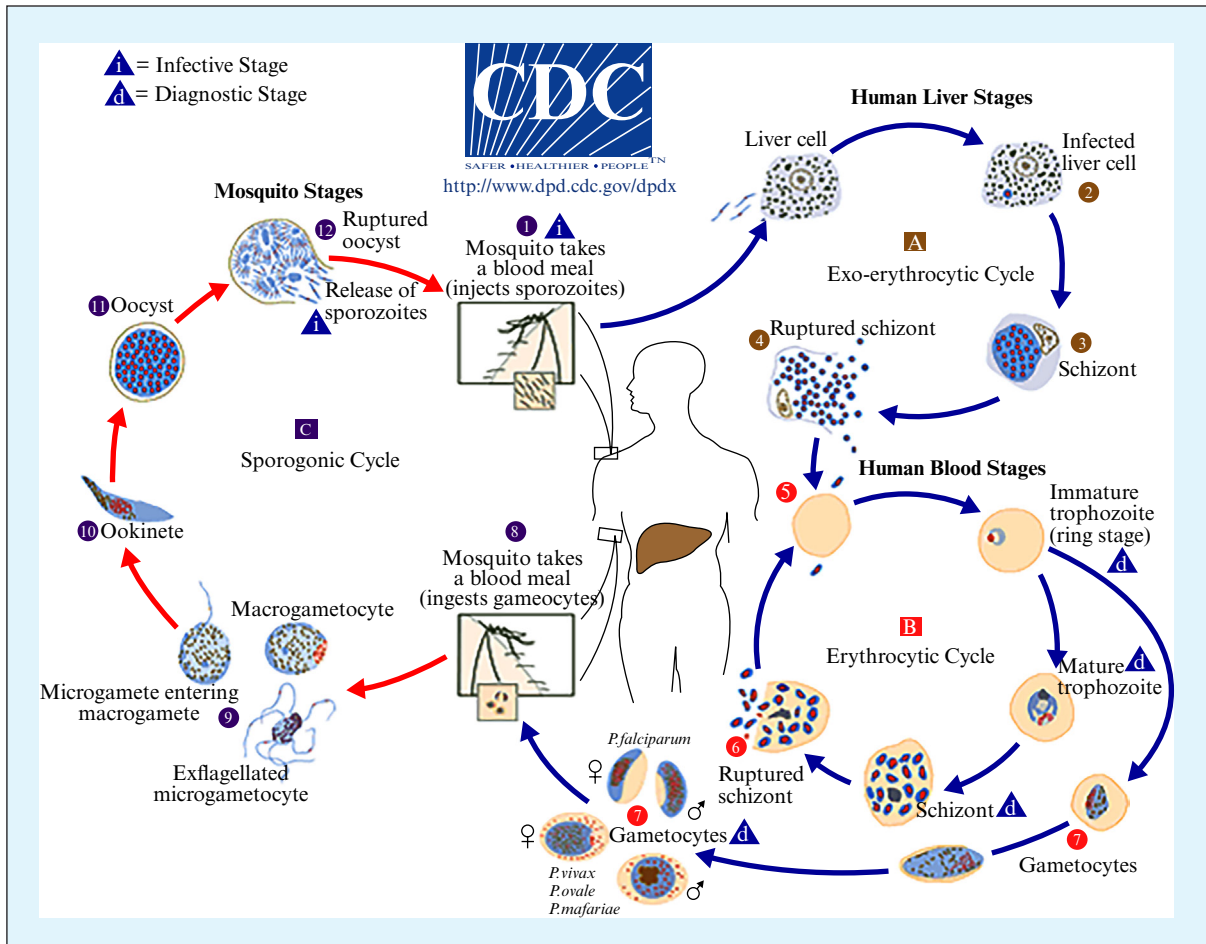 i = Infective Stage
d = Diagnostic Stage
CDC
SAFER • HEALTHIER • PEOPLE TN
http://www.dpd.cdc.gov/dpdx
Human Liver Stages
Liver cell
Infected
liver cell
2
A
Exo-erythrocytic Cycle
3
Schizont
4 Ruptured schizont
Mosquito Stages
12 Ruptured
oocyst
Release of
sporozoites
i
1 i
Mosquito takes
a blood meal
(injects sporozoites)
11 Oocyst
C
Sporogonic Cycle
10 Ookinete
8
Mosquito takes
a blood meal
(ingests gameocytes)
Macrogametocyte
Microgamete entering
macrogamete 9
Exflagellated
microgametocyte
Human Blood Stages
5
Immature
trophozoite
(ring stage)
d
B
Erythrocytic Cycle
Mature d
trophozoite
6
Ruptured
schizont
Schizont d
7
Gametocytes
P.falciparum
♀
♂
7
Gametocytes d
♀
♂
P.vivax
P.ovale
P.mafariae